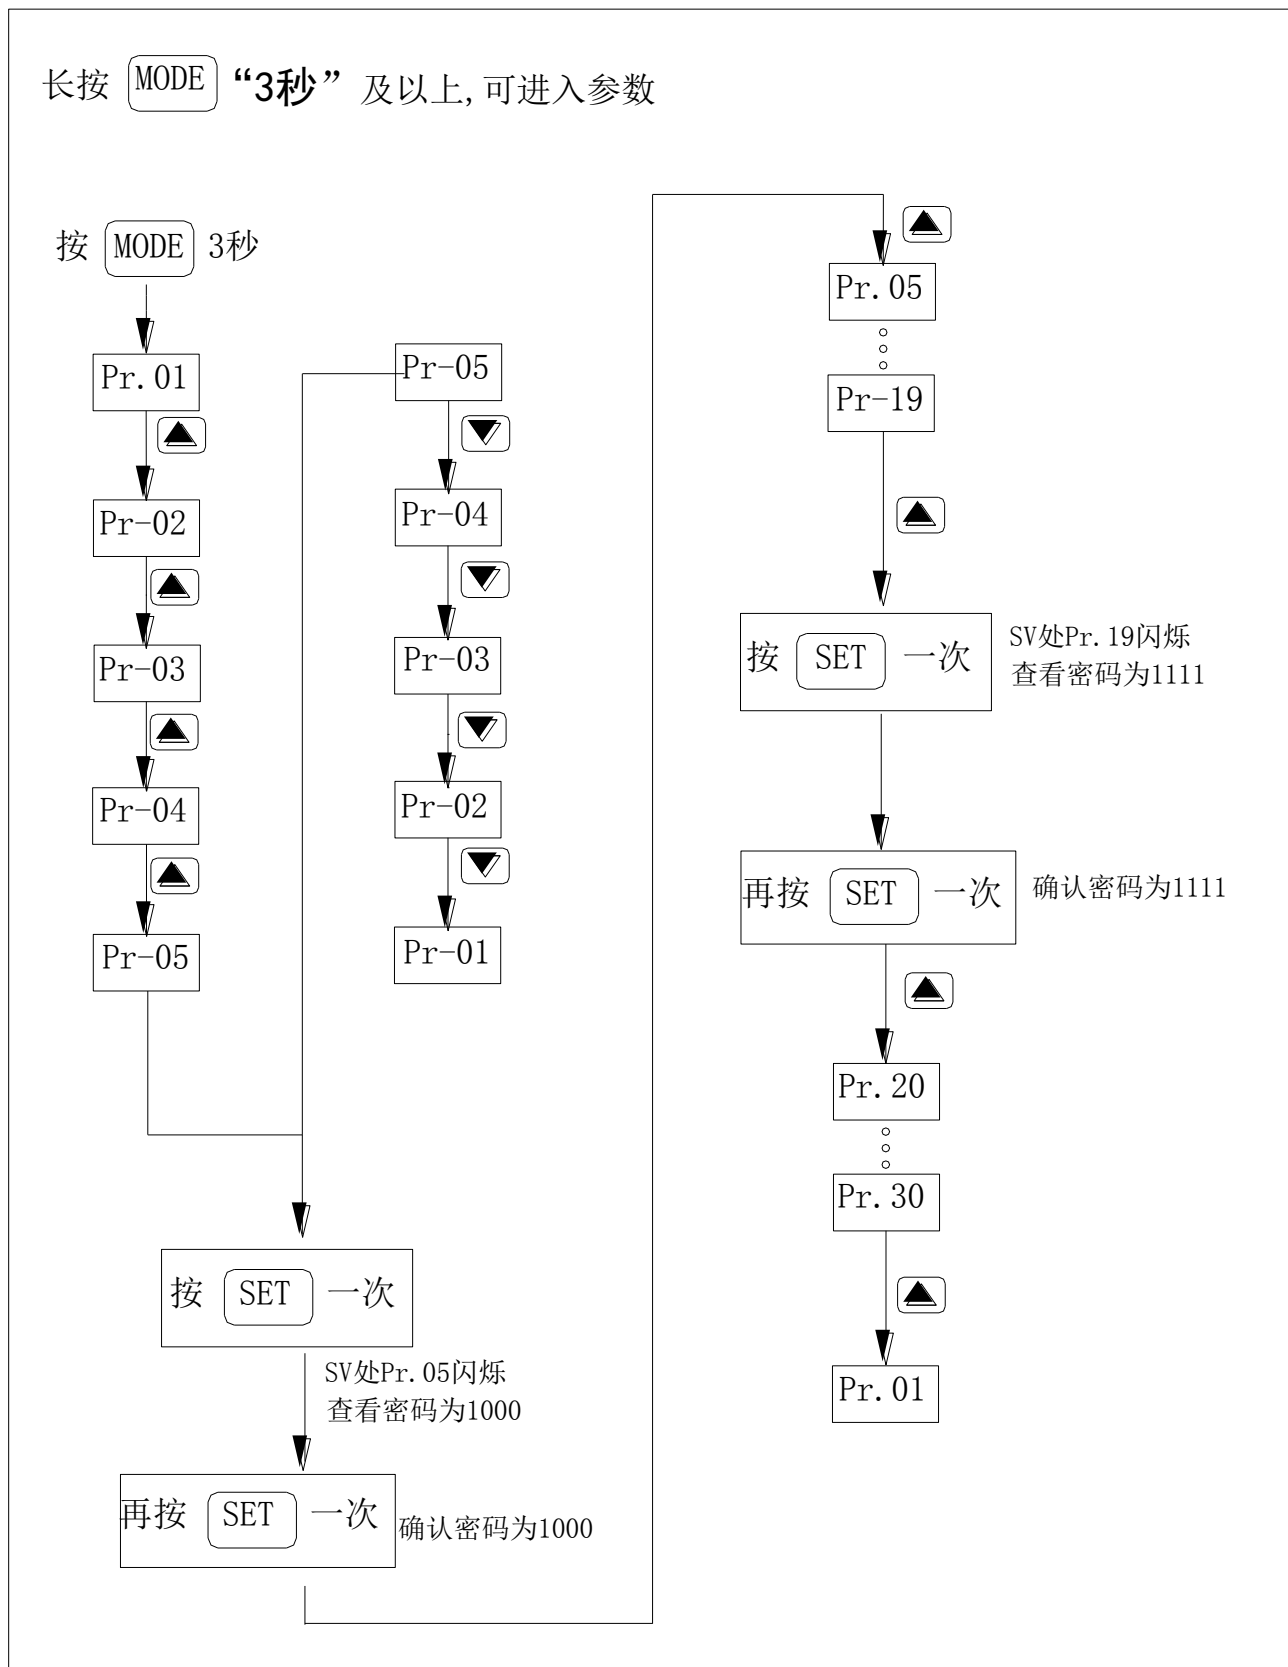 长按 MODE “3秒” 及以上,可进入参数
按 MODE 3秒
Pr.01
Pr-02
Pr-03
Pr-04
Pr-05
Pr-05
Pr-04
Pr-03
Pr-02
Pr-01
按 SET 一次
SV处Pr.05闪烁
查看密码为1000
再按 SET 一次
确认密码为1000
Pr.05
Pr-19
按 SET 一次
SV处Pr.19闪烁
查看密码为1111
再按 SET 一次
确认密码为1111
Pr.20
Pr.30
Pr.01